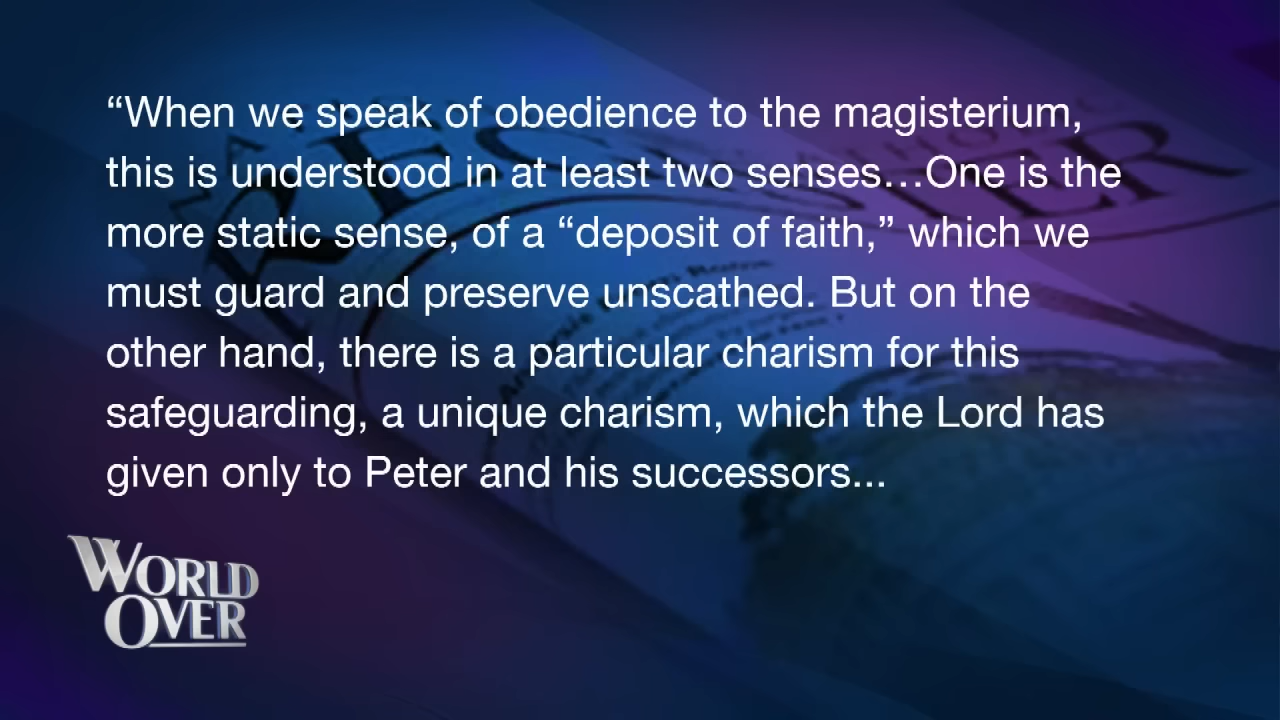 “When we speak of obedience to the magisterium,
this is understood in at least two senses…One is the
more static sense, of a “deposit of faith,” which we
must guard and preserve unscathed. But on the
other hand, there is a particular charism for this
safeguarding, a unique charism, which the Lord has
given only to Peter and his successors...
WORLD
OVER